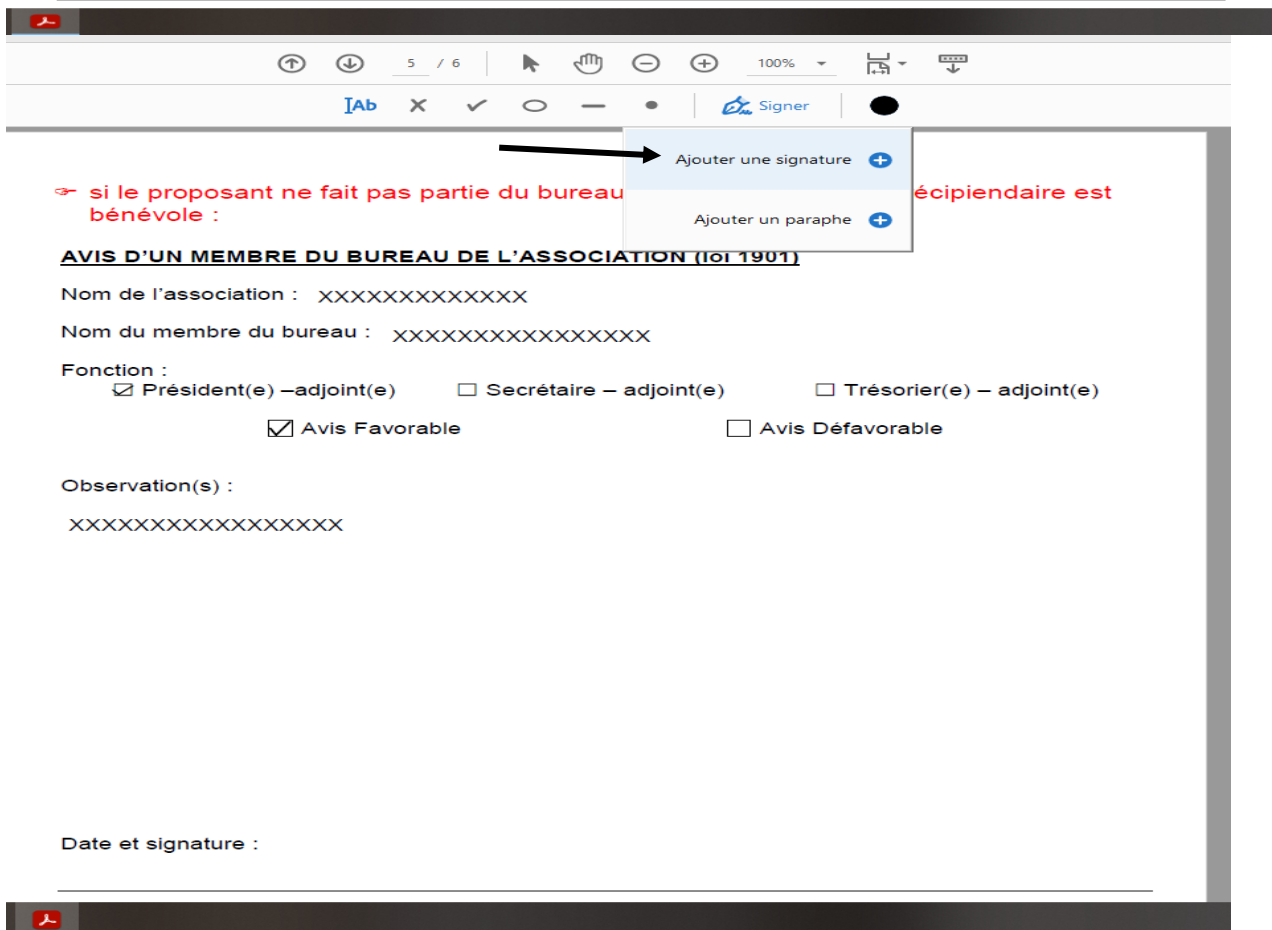 5 / 6 100%
Ab Signer
Ajouter une signature
si le proposant ne fait pas partie du bureau écipiendaire est
bénévole :
Ajouter un paraphe
AVIS D'UN MEMBRE DU BUREAU DE L'ASSOCIATION (loi 1901)
Nom de l'association : XXXXXXXXXXXXX
Nom du membre du bureau : XXXXXXXXXXXXXXXX
Fonction :
Président(e) –adjoint(e) Secrétaire – adjoint(e) Trésorier(e) – adjoint(e)
Avis Favorable Avis Défavorable
Observation(s) :
XXXXXXXXXXXXXXXXX
Date et signature :